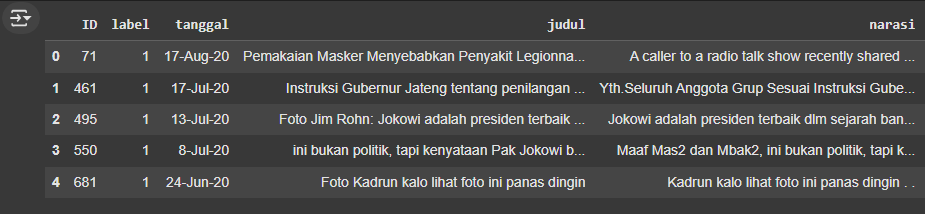 ID label tanggal judul narasi
0 71 1 17-Aug-20 Pemakaian Masker Menyebabkan Penyakit Legionna... A caller to a radio talk show recently shared ...
1 461 1 17-Jul-20 Instruksi Gubernur Jateng tentang penilangan ... Yth.Seluruh Anggota Grup Sesuai Instruksi Gube...
2 495 1 13-Jul-20 Foto Jim Rohn: Jokowi adalah presiden terbaik ... Jokowi adalah presiden terbaik dlm sejarah ban...
3 550 1 8-Jul-20 ini bukan politik, tapi kenyataan Pak Jokowi b... Maaf Mas2 dan Mbak2, ini bukan politik, tapi k...
4 681 1 24-Jun-20 Foto Kadrun kalo lihat foto ini panas dingin Kadrun kalo lihat foto ini panas dingin . .